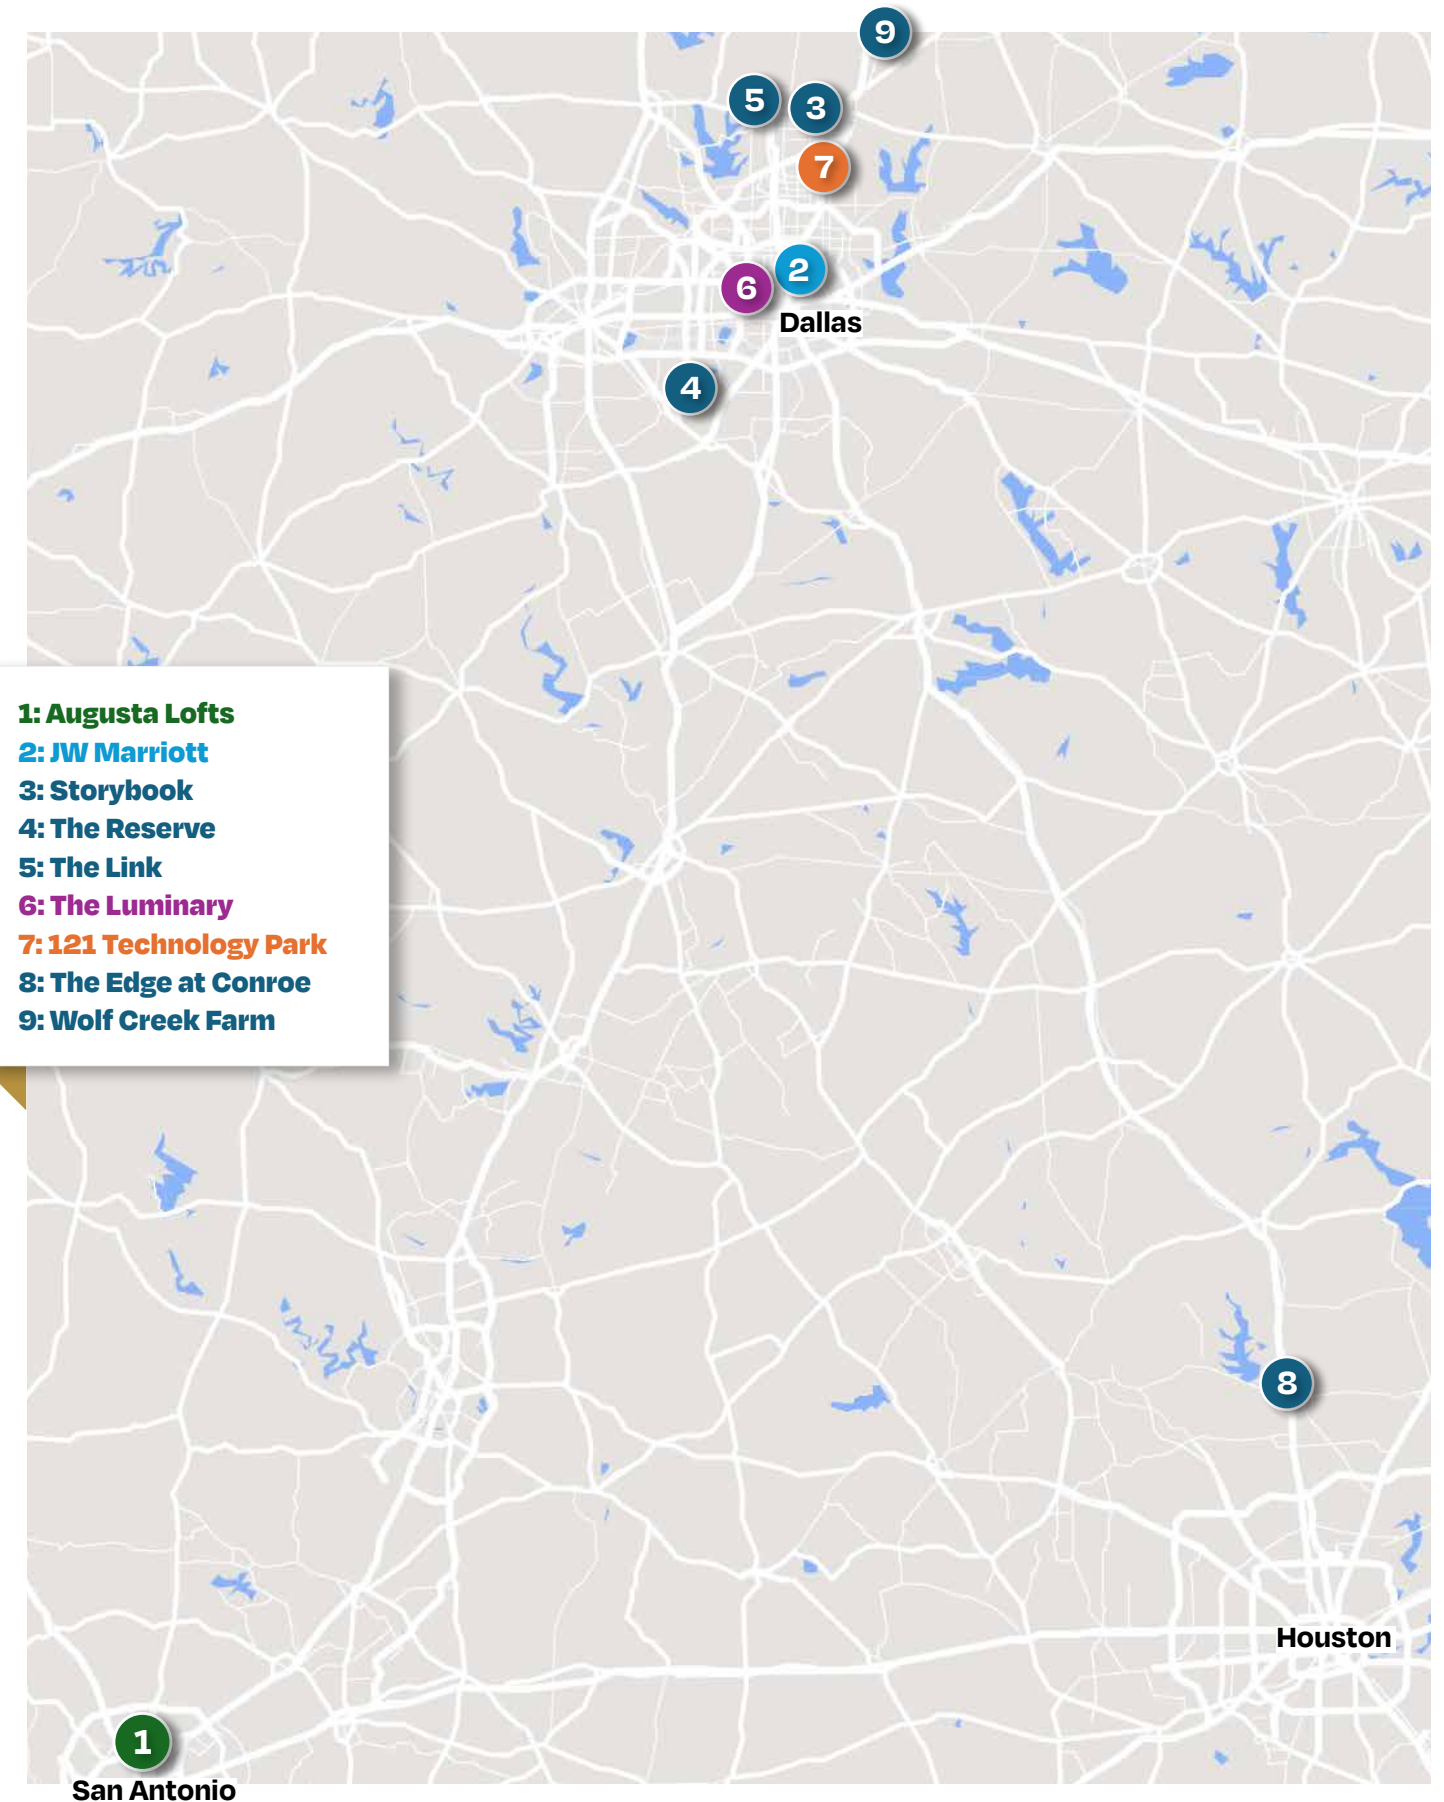 9
5
3
7
2
6
Dallas
4
1: Augusta Lofts
2: JW Marriott
3: Storybook
4: The Reserve
5: The Link
6: The Luminary
7: 121 Technology Park
8: The Edge at Conroe
9: Wolf Creek Farm
8
Houston
1
San Antonio